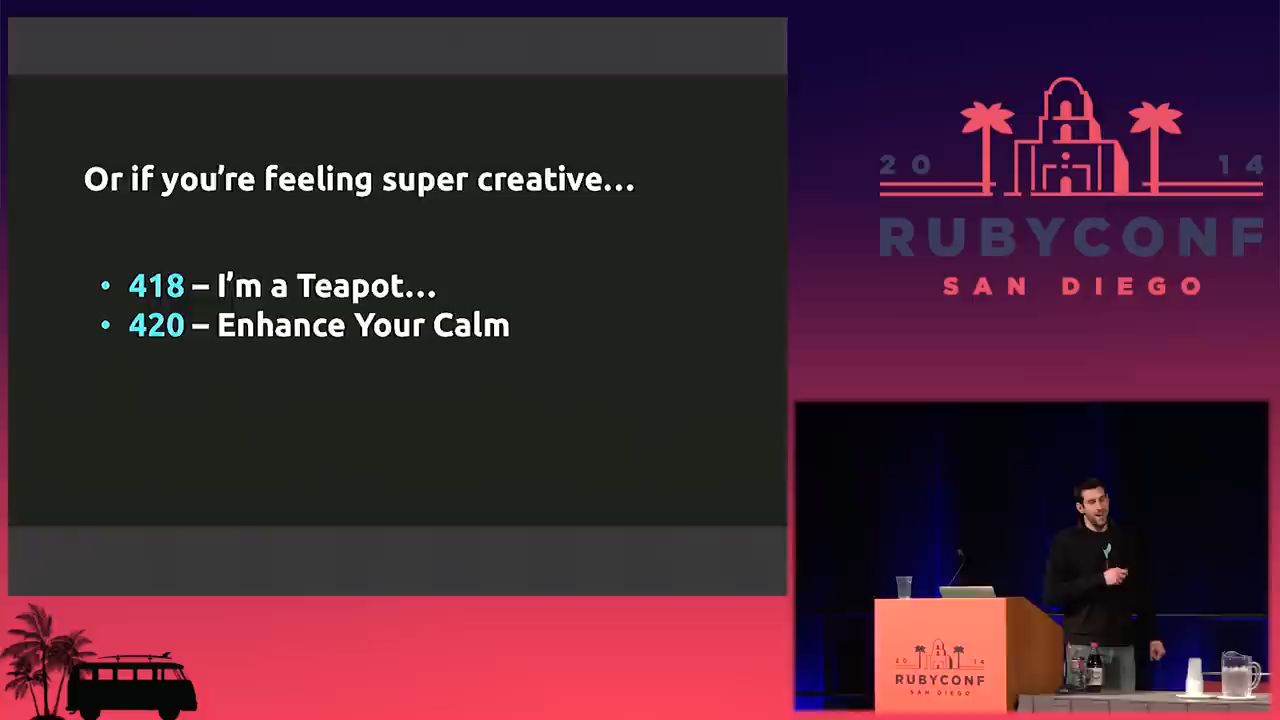 Or if you're feeling super creative…
• 418 – I'm a Teapot…
• 420 – Enhance Your Calm
20 14
RUBYCONF
SAN DIEGO
20 14
RUBYCONF
SAN DIEGO